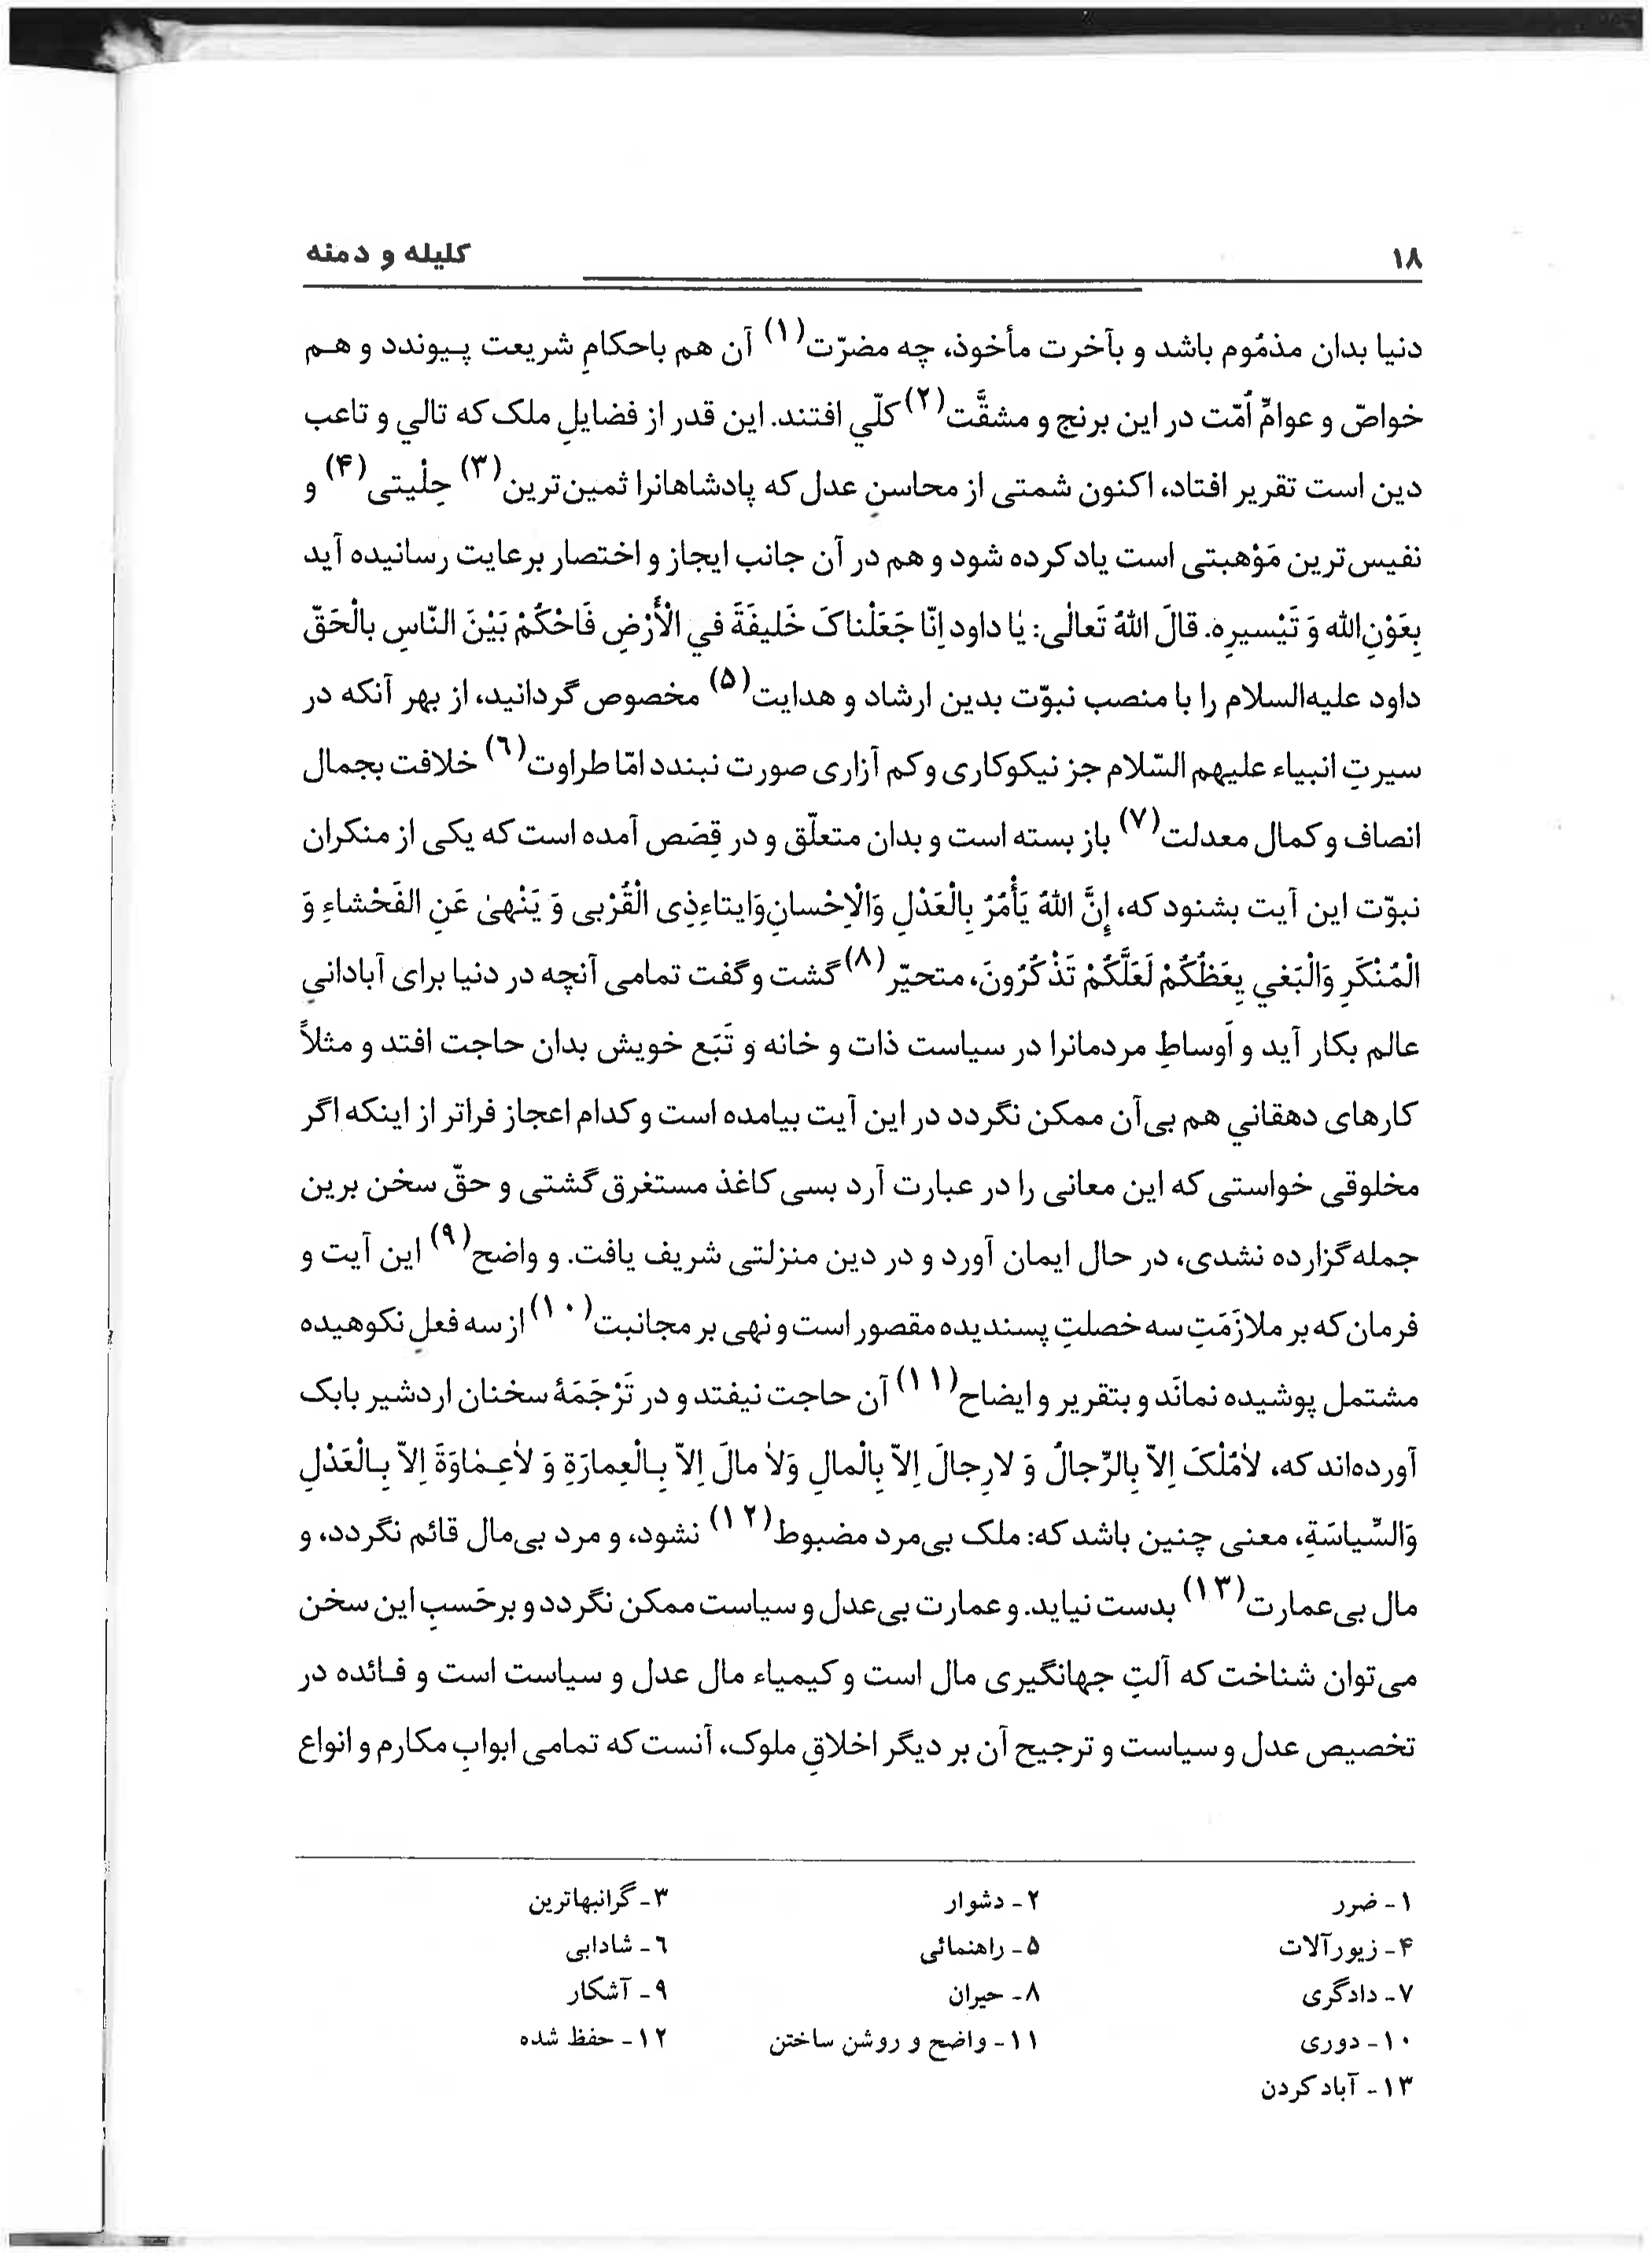 ۱۸
کلیله و دمنه
دنیا بدان مذمُوم باشد و بآخرت مأخوذ، چه مضرّت(۱) آن هم باحکامِ شریعت پیوندد و هم
خواصّ و عوامِّ اُمّت در این برنج و مشقَّت(۲) کلّي افتند. این قدر از فضایلِ ملک که تالي و تاعب
دین است تقریر افتاد، اکنون شمتی از محاسنِ عدل که پادشاهانرا ثمین‌ترین(۳) حِلْیتی(۴) و
نفیس‌ترین مَوْهبتی است یاد کرده شود و هم در آن جانب ایجاز و اختصار برعایت رسانیده آید
بِعَوْنِ‌الله وَ تَیْسیرِه. قالَ اللهُ تَعالٰی: یٰا داود اِنّا جَعَلْناکَ خَلیفَةَ في الْأَرْضِ فَاحْکُمْ بَیْنَ النّاسِ بالْحَقّ
داود علیه‌السلام را با منصب نبوّت بدین ارشاد و هدایت(۵) مخصوص گردانید، از بهر آنکه در
سیرتِ انبیاء علیهم السّلام جز نیکوکاری و کم آزاری صورت نبندد امّا طراوت(٦) خلافت بجمال
انصاف و کمال معدلت(۷) باز بسته است و بدان متعلّق و در قِصَص آمده است که یکی از منکران
نبوّت این آیت بشنود که، إِنَّ اللهُ یَأْمُرُ بِالْعَدْلِ وَالْاِحْسانِ‌وَایتاءِذِی الْقُرْبی وَ یَنْهیٰ عَنِ الفَحْشاءِ وَ
الْمُنْکَرِ وَالْبَغي یِعَظُکُمْ لَعَلَّکُمْ تَذْکُرُونَ، متحیّر(۸) گشت و گفت تمامی آنچه در دنیا برای آبادانيِ
عالم بکار آید و اَوساطِ مردمانرا در سیاست ذات و خانه و تَبَع خویش بدان حاجت افتد و مثلاً
کارهای دهقاني هم بی‌آن ممکن نگردد در این آیت بیامده است و کدام اعجاز فراتر از اینکه اگر
مخلوقی خواستی که این معانی را در عبارت آرد بسی کاغذ مستغرق گشتی و حقّ سخن برین
جمله گزارده نشدی، در حال ایمان آورد و در دین منزلتی شریف یافت. و واضح(۹) این آیت و
فرمان که بر ملازَمَتِ سه خصلتِ پسندیده مقصور است و نهی بر مجانبت(۱۰) از سه فعلِ نکوهیده
مشتمل پوشیده نمانَد و بتقریر و ایضاح(۱۱) آن حاجت نیفتد و در تَرْجَمَهٔ سخنان اردشیر بابک
آورده‌اند که، لاٰمُلْکَ اِلاّ بِالرِّجالُ وَ لارِجالَ اِلاّ بِالْمالِ وَلاٰ مالَ اِلاّ بِالْعِمارَةِ وَ لاٰعِمٰاوَةَ اِلاّ بِالْعَدْلِ
وَالسِّیاسَةِ، معنی چنین باشد که: ملک بی‌مرد مضبوط(۱۲) نشود، و مرد بی‌مال قائم نگردد، و
مال بی‌عمارت(۱۳) بدست نیاید. و عمارت بی‌عدل و سیاست ممکن نگردد و برحَسبِ این سخن
می‌توان شناخت که آلتِ جهانگیری مال است و کیمیاء مال عدل و سیاست است و فائده در
تخصیص عدل و سیاست و ترجیح آن بر دیگر اخلاقِ ملوک، آنست که تمامی ابوابِ مکارم و انواع
۱- ضرر ۲- دشوار ۳- گرانبهاترین
۴- زیورآلات ۵- راهنمائی ٦- شادابی
۷- دادگری ۸- حیران ۹- آشکار
۱۰- دوری ۱۱- واضح و روشن ساختن ۱۲- حفظ شده
۱۳- آباد کردن